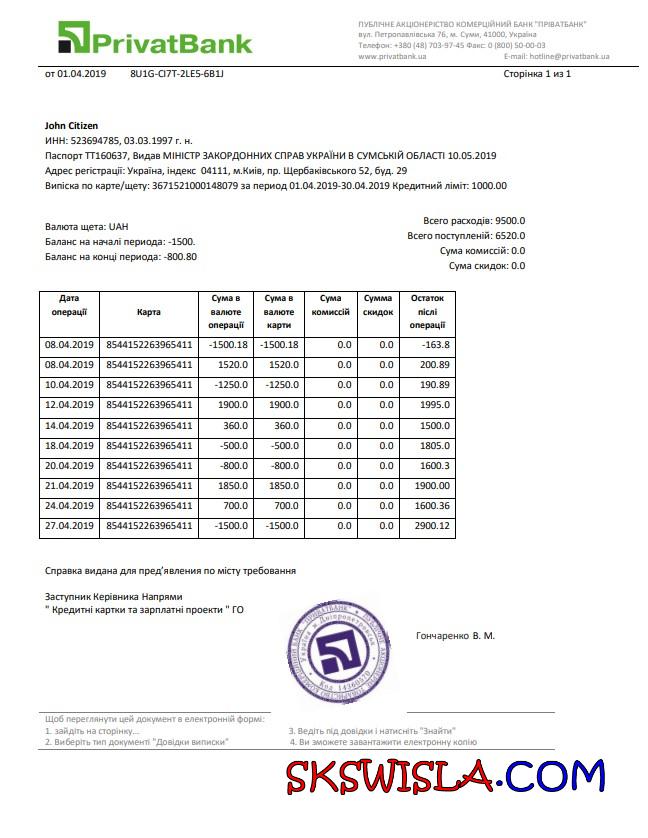 PrivatBank
ПУБЛІЧНЕ АКЦІОНЕРІСТВО КОМЕРЦІЙНИЙ БАНК "ПРІВАТБАНК"
вул. Петропавлівська 76, м. Суми, 41000, Україна
Телефон: +380 (48) 703-97-45 Факс: 0 (800) 50-00-03
www.privatbank.ua E-mail: hotline@privatbank.ua
от 01.04.2019 8U1G-CI7T-2LE5-6B1J Сторінка 1 из 1
John Citizen
ИНН: 523694785, 03.03.1997 г. н.
Паспорт ТТ160637, Видав МІНІСТР ЗАКОРДОННИХ СПРАВ УКРАЇНИ В СУМСЬКІЙ ОБЛАСТІ 10.05.2019
Адрес регістрації: Україна, індекс 04111, м.Київ, пр. Щербаківського 52, буд. 29
Випіска по карте/щету: 3671521000148079 за период 01.04.2019-30.04.2019 Кредитний ліміт: 1000.00
Всего расходів: 9500.0
Валюта щета: UAH
Всего поступленій: 6520.0
Баланс на началі периода: -1500.
Сума комиссій: 0.0
Баланс на конці периода: -800.80
Сума скидок: 0.0
Дата операції Карта Сума в валюте операції Сума в валюте карти Сума комиссій Сумма скидок Остаток після операції
08.04.2019 8544152263965411 -1500.18 -1500.18 0.0 0.0 -163.8
08.04.2019 8544152263965411 1520.0 1520.0 0.0 0.0 200.89
10.04.2019 8544152263965411 -1250.0 -1250.0 0.0 0.0 190.89
12.04.2019 8544152263965411 1900.0 1900.0 0.0 0.0 1995.0
14.04.2019 8544152263965411 360.0 360.0 0.0 0.0 1500.0
18.04.2019 8544152263965411 -500.0 -500.0 0.0 0.0 1805.0
20.04.2019 8544152263965411 -800.0 -800.0 0.0 0.0 1600.3
21.04.2019 8544152263965411 1850.0 1850.0 0.0 0.0 1900.00
24.04.2019 8544152263965411 700.0 700.0 0.0 0.0 1600.36
27.04.2019 8544152263965411 -1500.0 -1500.0 0.0 0.0 2900.12
Справка видана для пред’явления по місту требования
Заступник Керівника Напрями
" Кредитні картки та зарплатні проекти " ГО
Україна м Дніпропетровськ
Код 14360570
Гончаренко В. М.
Щоб переглянути цей документ в електронній формі:
1. зайдіть на сторінку...
2. Виберіть тип документі "Довідки виписки"
3. Ведіть під довідки і натисніть "Знайти"
4. Ви зможете завантажити електронну копію
SKSWISLA.COM